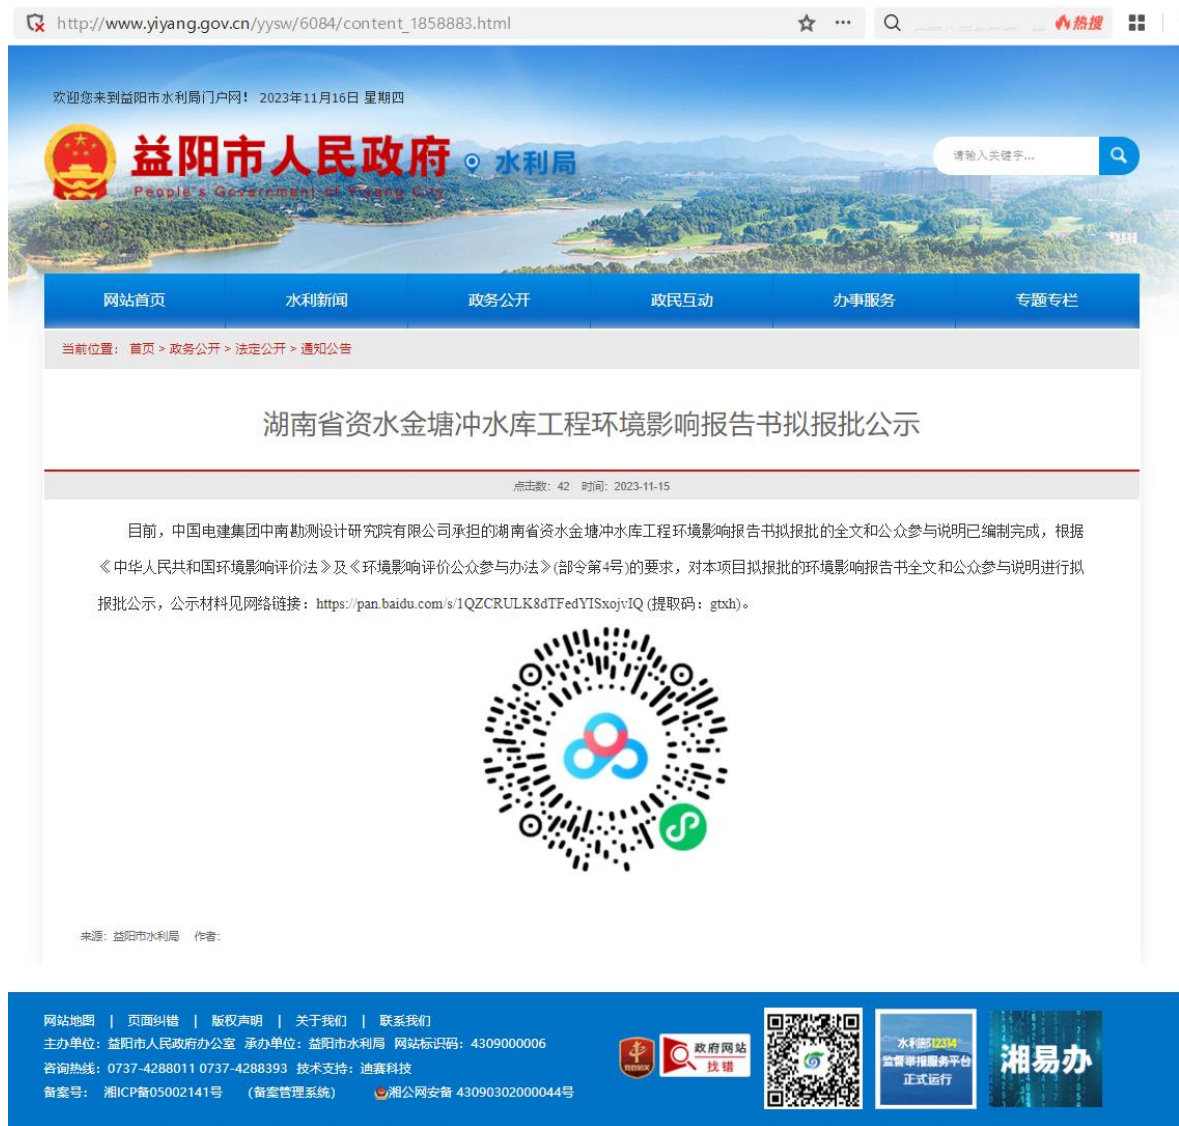 http://www.yiyang.gov.cn/yysw/6084/content_1858883.html
热搜
欢迎您来到益阳市水利局门户网! 2023年11月16日 星期四
益阳市人民政府 水利局
People's Government of Yiyang City
请输入关键字...
网站首页 水利新闻 政务公开 政民互动 办事服务 专题专栏
当前位置: 首页 > 政务公开 > 法定公开 > 通知公告
湖南省资水金塘冲水库工程环境影响报告书拟报批公示
点击数: 42 时间: 2023-11-15
目前，中国电建集团中南勘测设计研究院有限公司承担的湖南省资水金塘冲水库工程环境影响报告书拟报批的全文和公众参与说明已编制完成，根据
《中华人民共和国环境影响评价法》及《环境影响评价公众参与办法》(部令第4号)的要求，对本项目拟报批的环境影响报告书全文和公众参与说明进行拟
报批公示，公示材料见网络链接：https://pan.baidu.com/s/1QZCRULK8dTFedYISxojvIQ (提取码：gtxh)。
来源: 益阳市水利局 作者:
网站地图 | 页面纠错 | 版权声明 | 关于我们 | 联系我们
主办单位: 益阳市人民政府办公室 承办单位: 益阳市水利局 网站标识码: 4309000006
咨询热线: 0737-4288011 0737-4288393 技术支持: 迪赛科技
备案号: 湘ICP备05002141号 (备案管理系统) 湘公网安备 43090302000044号
党政机关
政府网站
找错
水利部12314
监督举报服务平台
正式运行
湘易办